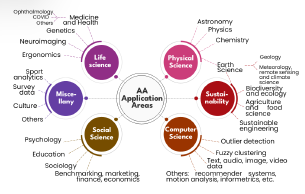 Ophthalmology,
COVID
Others
Medicine
and Health
Genetics
Neuroimaging
Ergonomics
Life
science
Sport
analytics
Survey
data
Culture
Others
Misce-
lleny
Psychology
Education
Sociology
Benchmarking, marketing,
finance, economics
Social
Science
AA
Application
Areas
Astronomy
Physics
Chemistry
Earth
Science
Geology
Meteorology,
remote sensing
and climate
science
Physical
Science
Biodiversity
and ecology
Agriculture
and food
science
Sustainable
engineering
Sustai-
nability
Outlier detection
Fuzzy clustering
Text, audio, image, video
data
Others: recommender systems,
motion analysis, informetrics, etc.
Computer
Science